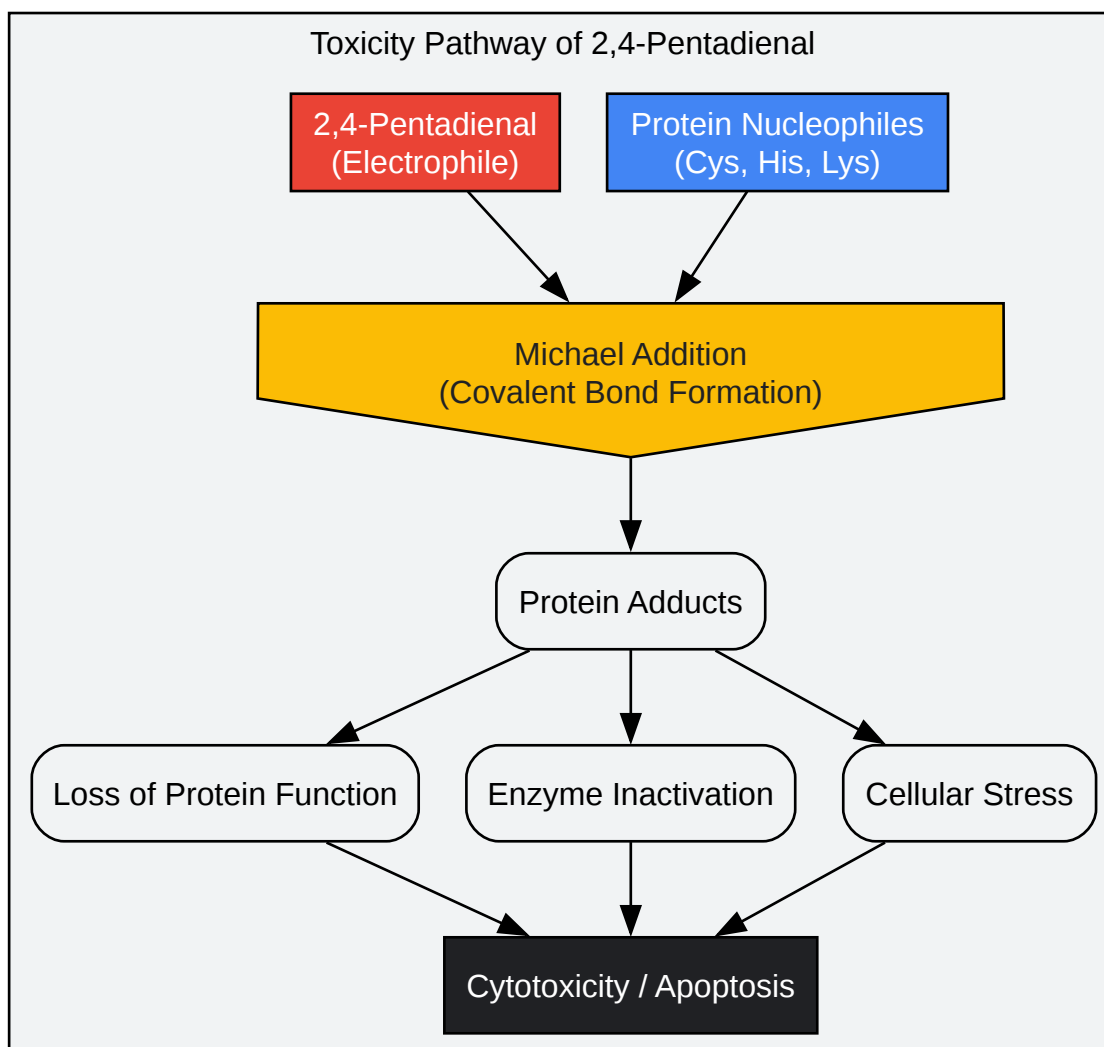 Toxicity Pathway of 2,4-Pentadienal
2,4-Pentadienal
(Electrophile)
Protein Nucleophiles
(Cys, His, Lys)
Michael Addition
(Covalent Bond Formation)
Protein Adducts
Loss of Protein Function
Enzyme Inactivation
Cellular Stress
Cytotoxicity / Apoptosis